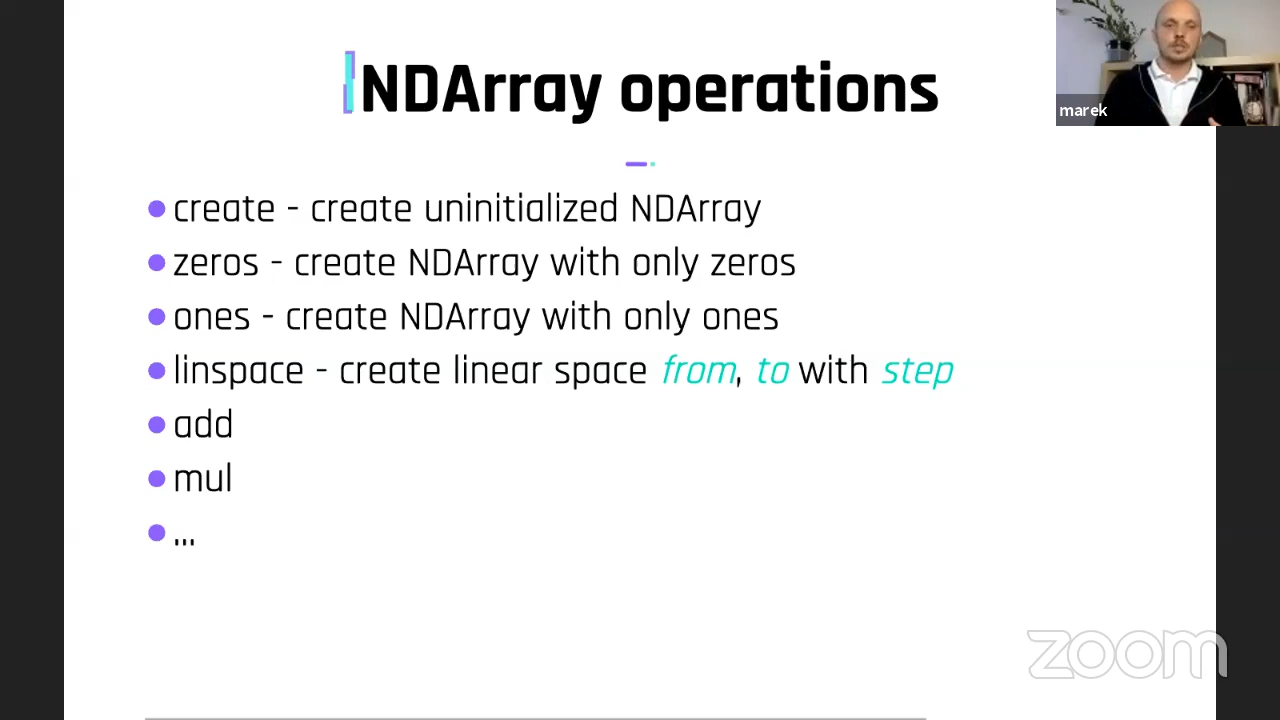 NDArray operations
marek
create - create uninitialized NDArray
zeros - create NDArray with only zeros
ones - create NDArray with only ones
linspace - create linear space from, to with step
add
mul
...
zoom